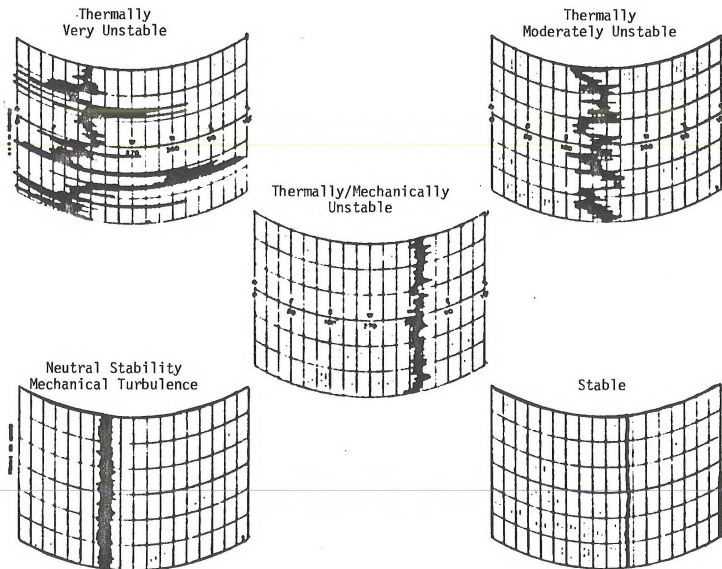 Thermally
Very Unstable
Thermally
Moderately Unstable
Thermally/Mechanically
Unstable
Neutral Stability
Mechanical Turbulence
Stable